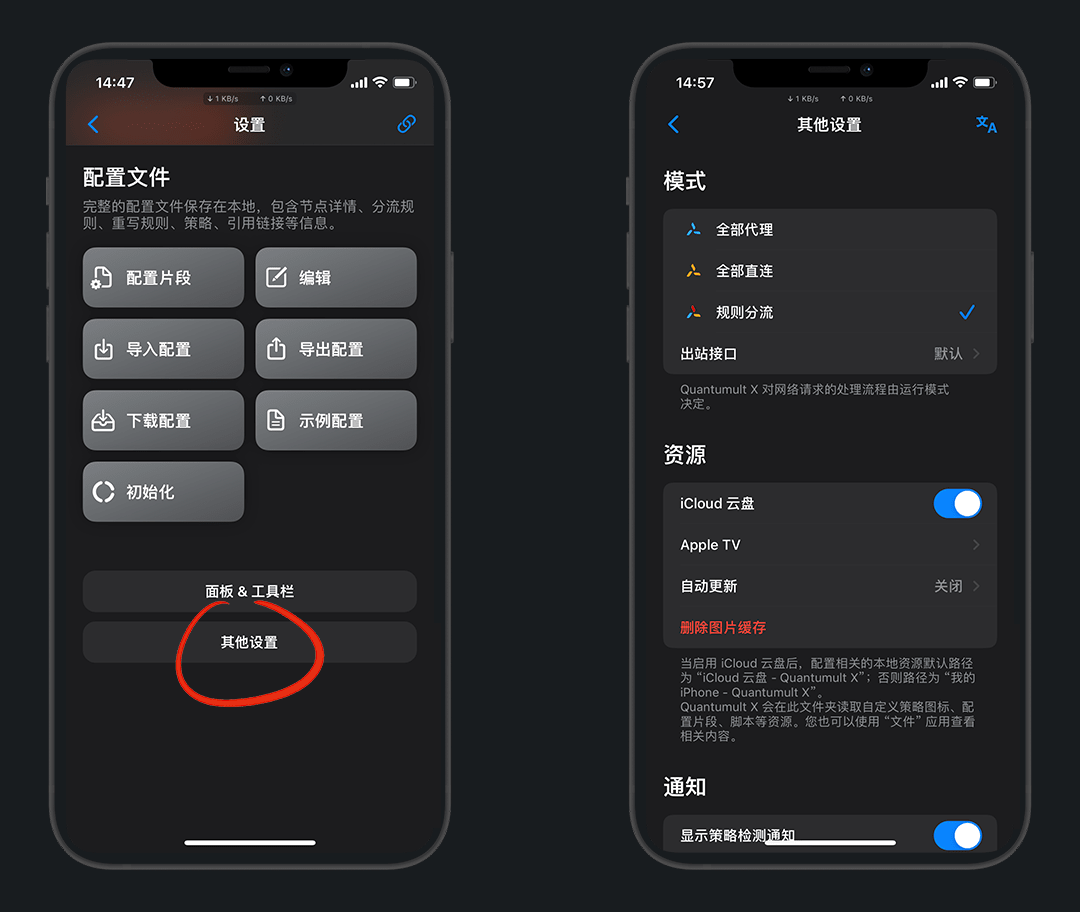 14:47
↓ 1 KB/s ↑ 0 KB/s
设置
配置文件
完整的配置文件保存在本地，包含节点详情、分流规
则、重写规则、策略、引用链接等信息。
配置片段
编辑
导入配置
导出配置
下载配置
示例配置
初始化
面板 & 工具栏
其他设置
14:57
↓ 1 KB/s ↑ 0 KB/s
其他设置
文A
模式
全部代理
全部直连
规则分流
出站接口 默认
Quantumult X 对网络请求的处理流程由运行模式
决定。
资源
iCloud 云盘
Apple TV
自动更新 关闭
删除图片缓存
当启用 iCloud 云盘后，配置相关的本地资源默认路径
为 “iCloud 云盘 - Quantumult X”；否则路径为 “我的
iPhone - Quantumult X”。
Quantumult X 会在此文件夹读取自定义策略图标、配
置片段、脚本等资源。您也可以使用 “文件” 应用查看
相关内容。
通知
显示策略检测通知